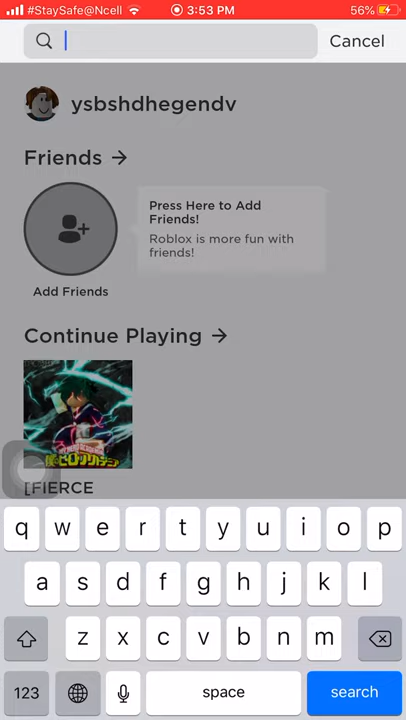 #StaySafe@Ncell 3:53 PM 56%
Cancel
ysbshdhegendv
Friends →
Press Here to Add
Friends!
Roblox is more fun with
friends!
Add Friends
Continue Playing →
[FIERCE
q w e r t y u i o p
a s d f g h j k l
z x c v b n m
123 space search